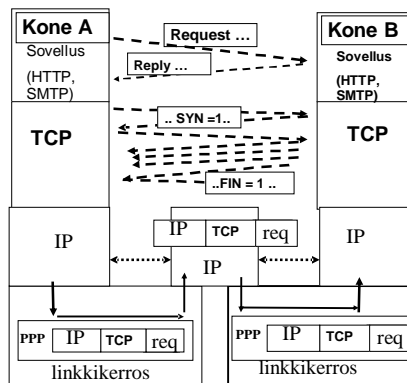 Kone A
Sovellus
(HTTP,
SMTP)
Request ...
Reply ...
Kone B
Sovellus
(HTTP,
SMTP)
TCP
.. SYN =1..
..FIN = 1 ..
TCP
IP
IP TCP req
IP
IP
PPP IP TCP req
linkkikerros
PPP IP TCP req
linkkikerros